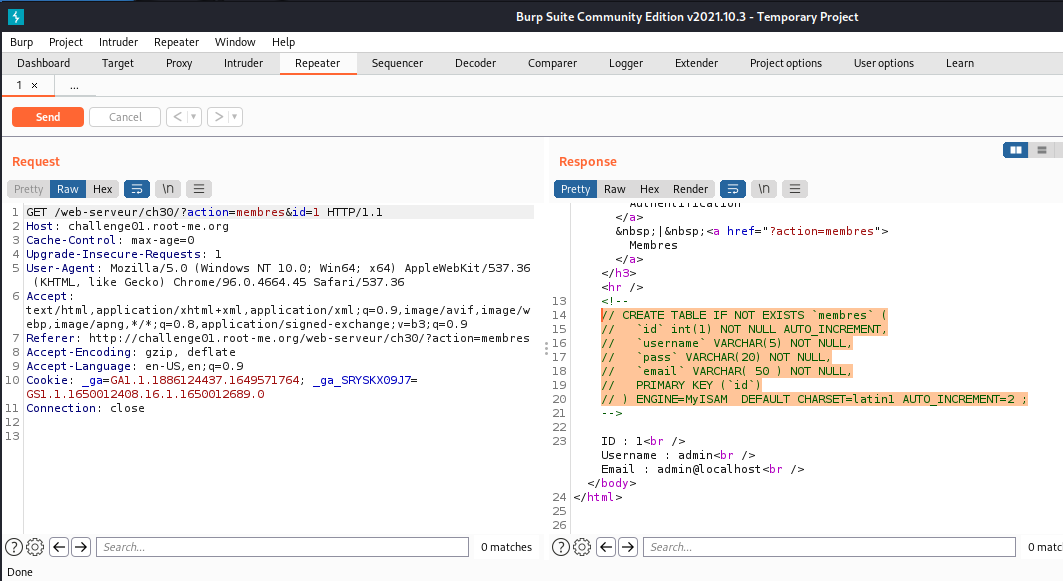 Burp Suite Community Edition v2021.10.3 - Temporary Project
Burp Project Intruder Repeater Window Help
Dashboard Target Proxy Intruder Repeater Sequencer Decoder Comparer Logger Extender Project options User options Learn
1 × ...
Send Cancel < >
Request
Pretty Raw Hex \n
1 GET /web-serveur/ch30/?action=membres&id=1 HTTP/1.1
2 Host: challenge01.root-me.org
3 Cache-Control: max-age=0
4 Upgrade-Insecure-Requests: 1
5 User-Agent: Mozilla/5.0 (Windows NT 10.0; Win64; x64) AppleWebKit/537.36
(KHTML, like Gecko) Chrome/96.0.4664.45 Safari/537.36
6 Accept:
text/html,application/xhtml+xml,application/xml;q=0.9,image/avif,image/w
ebp,image/apng,*/*;q=0.8,application/signed-exchange;v=b3;q=0.9
7 Referer: http://challenge01.root-me.org/web-serveur/ch30/?action=membres
8 Accept-Encoding: gzip, deflate
9 Accept-Language: en-US,en;q=0.9
10 Cookie: _ga=GA1.1.1886124437.1649571764; _ga_SRYSKX09J7=
GS1.1.1650012408.16.1.1650012689.0
11 Connection: close
12
13
Search...
0 matches
Response
Pretty Raw Hex Render \n
Authentification
</a>
&nbsp;|&nbsp;<a href="?action=membres">
Membres
</a>
</h3>
<hr />
13 <!--
14 // CREATE TABLE IF NOT EXISTS `membres` (
15 // `id` int(1) NOT NULL AUTO_INCREMENT,
16 // `username` VARCHAR(5) NOT NULL,
17 // `pass` VARCHAR(20) NOT NULL,
18 // `email` VARCHAR( 50 ) NOT NULL,
19 // PRIMARY KEY (`id`)
20 // ) ENGINE=MyISAM DEFAULT CHARSET=latin1 AUTO_INCREMENT=2 ;
21 -->
22
23 ID : 1<br />
Username : admin<br />
Email : admin@localhost<br />
</body>
24 </html>
25
26
Search...
0 matc
Done